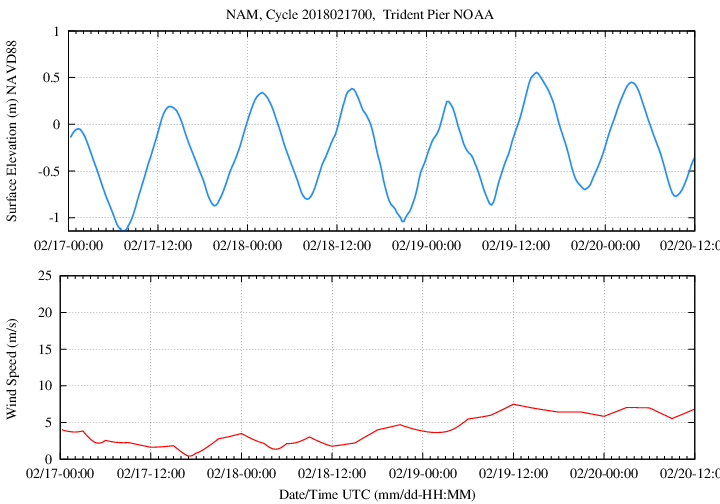 NAM, Cycle 2018021700,  Trident Pier NOAA
Surface Elevation (m) NAVD88
1
0.5
0
-0.5
-1
02/17-00:00 02/17-12:00 02/18-00:00 02/18-12:00 02/19-00:00 02/19-12:00 02/20-00:00 02/20-12:0
Wind Speed (m/s)
25
20
15
10
5
0
02/17-00:00 02/17-12:00 02/18-00:00 02/18-12:00 02/19-00:00 02/19-12:00 02/20-00:00 02/20-12:0
Date/Time UTC (mm/dd-HH:MM)